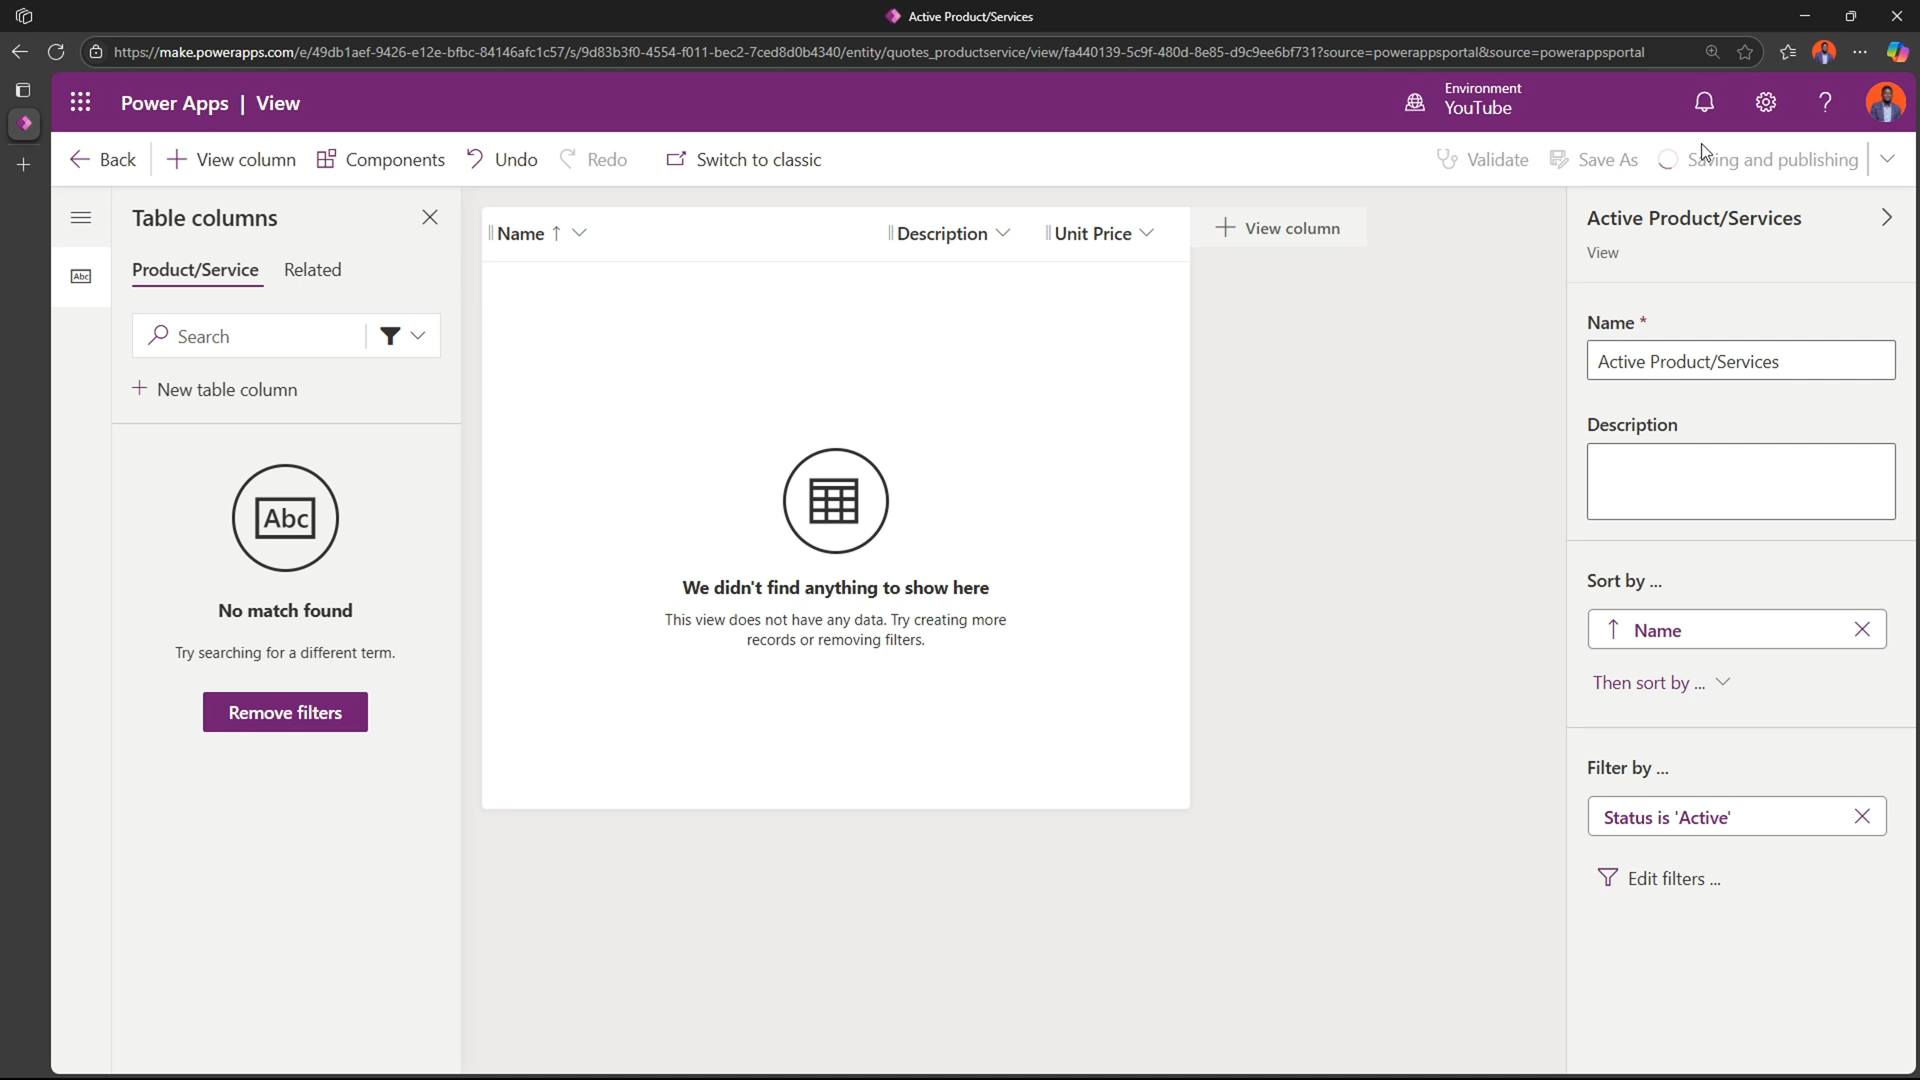 Active Product/Services
https://make.powerapps.com/e/49db1aef-9426-e12e-bfbc-84146afc1c57/s/9d83b3f0-4554-f011-bec2-7ced8d0b4340/entity/quotes_productservice/view/fa440139-5c9f-480d-8e85-d9c9ee6bf731?source=powerappsportal&source=powerappsportal
Power Apps | View
Environment
YouTube
Back
View column
Components
Undo
Redo
Switch to classic
Validate
Save As
Saving and publishing
Table columns
Product/Service
Related
Search
New table column
Abc
Abc
No match found
Try searching for a different term.
Remove filters
Name
Description
Unit Price
View column
We didn't find anything to show here
This view does not have any data. Try creating more
records or removing filters.
Active Product/Services
View
Name *
Active Product/Services
Description
Sort by ...
Name
Then sort by ...
Filter by ...
Status is 'Active'
Edit filters ...